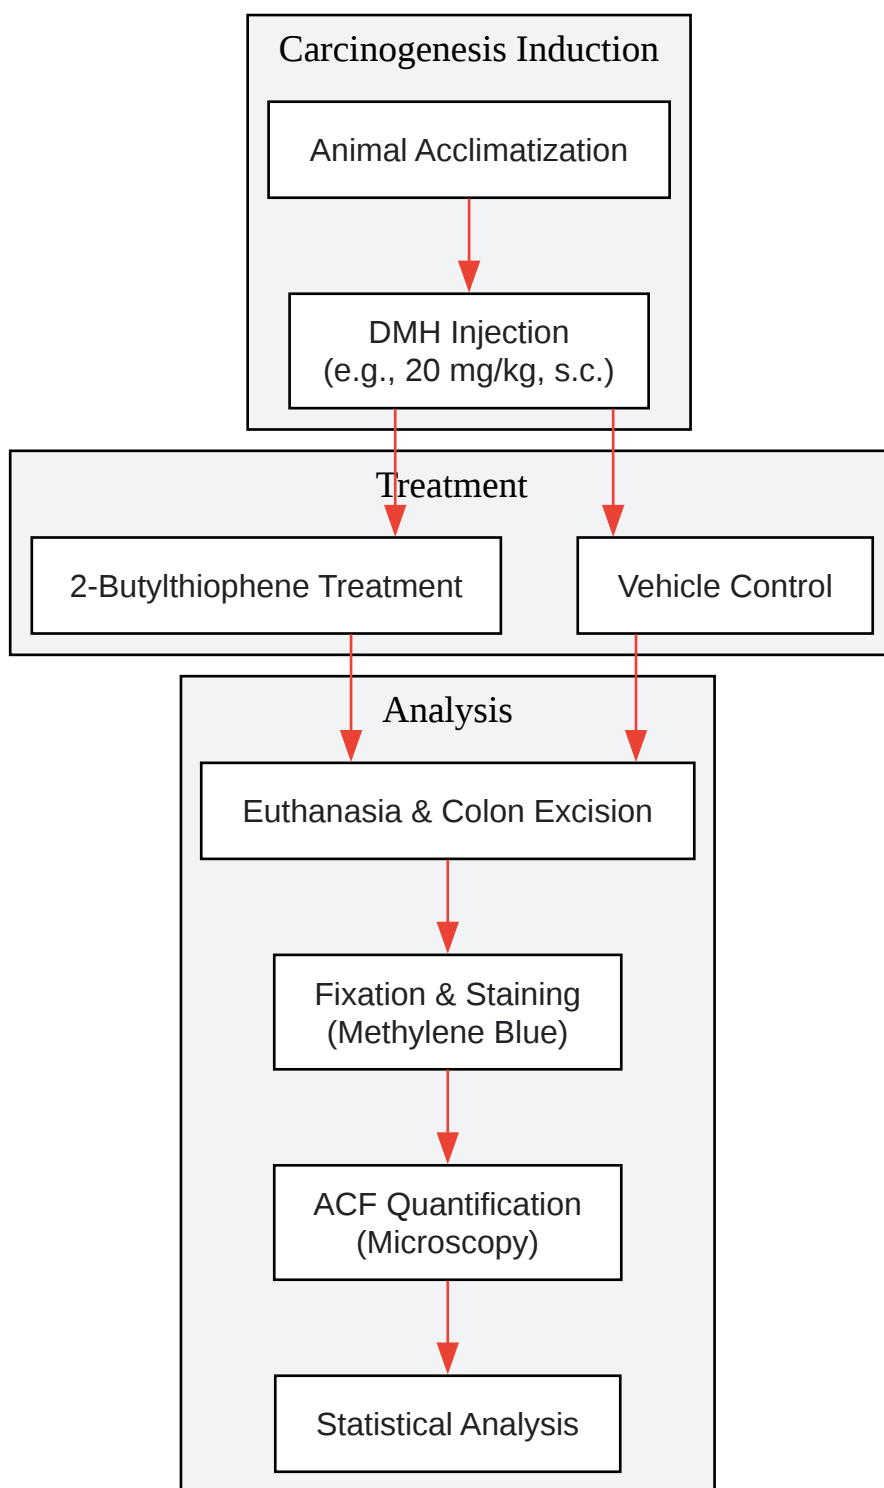 Carcinogenesis Induction
Animal Acclimatization
DMH Injection
(e.g., 20 mg/kg, s.c.)
Treatment
2-Butylthiophene Treatment
Vehicle Control
Analysis
Euthanasia & Colon Excision
Fixation & Staining
(Methylene Blue)
ACF Quantification
(Microscopy)
Statistical Analysis